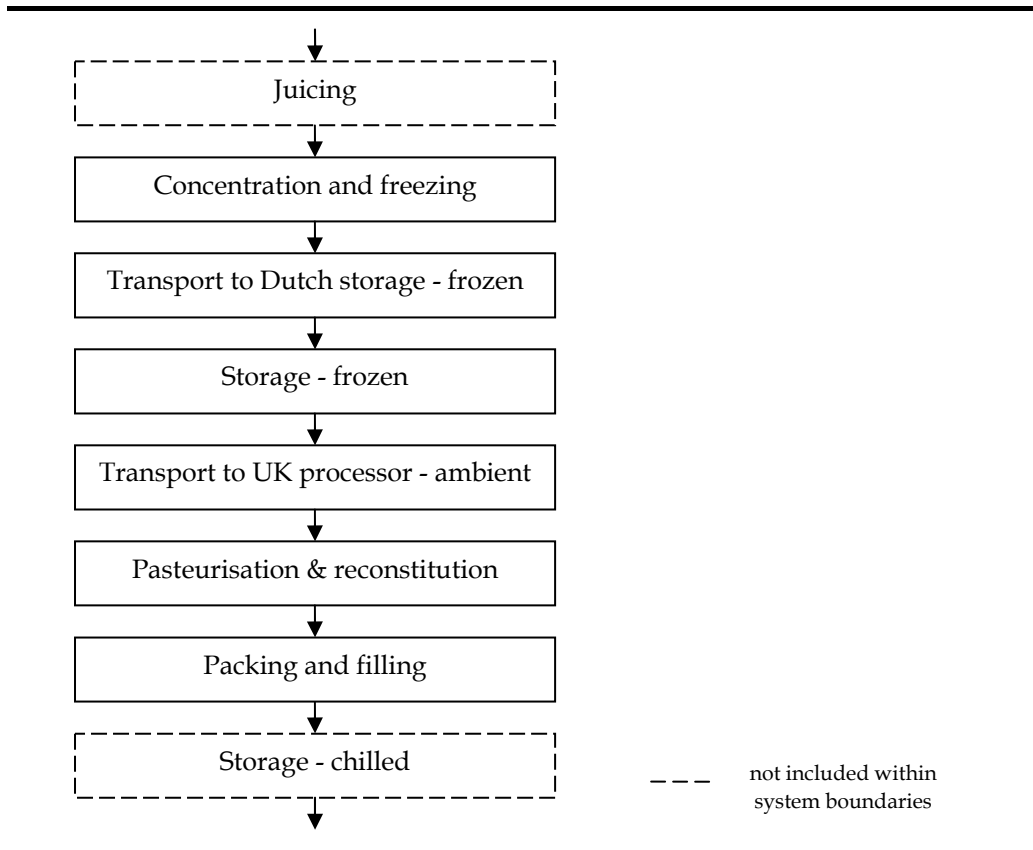 Juicing
Concentration and freezing
Transport to Dutch storage - frozen
Storage - frozen
Transport to UK processor - ambient
Pasteurisation & reconstitution
Packing and filling
Storage - chilled
not included within
system boundaries